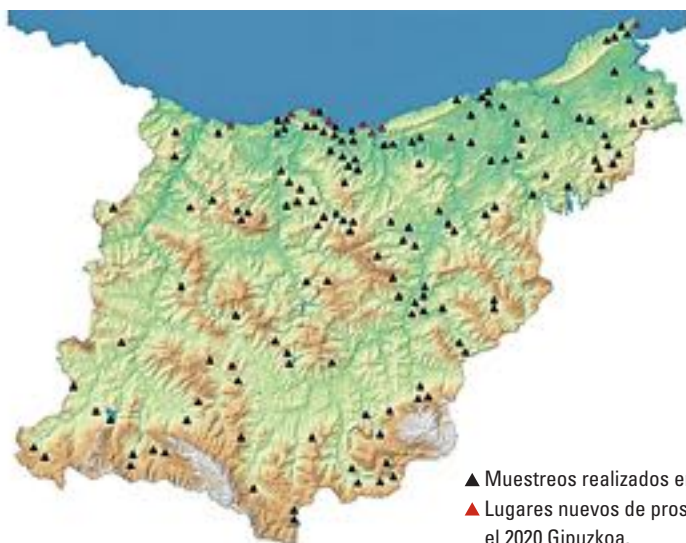 ▲ Muestreos realizados e
▲ Lugares nuevos de pros
el 2020 Gipuzkoa.